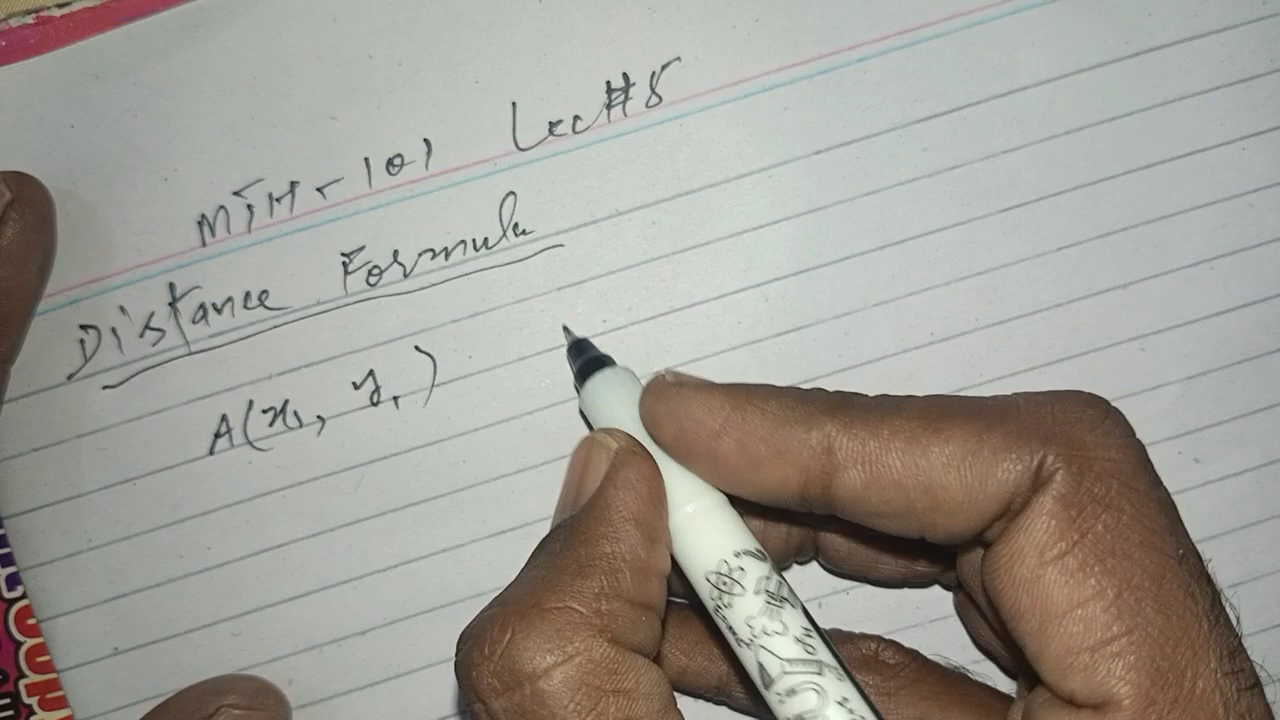 MTH-101 Lec#5
Distance Formula
A(x₁, y₁)